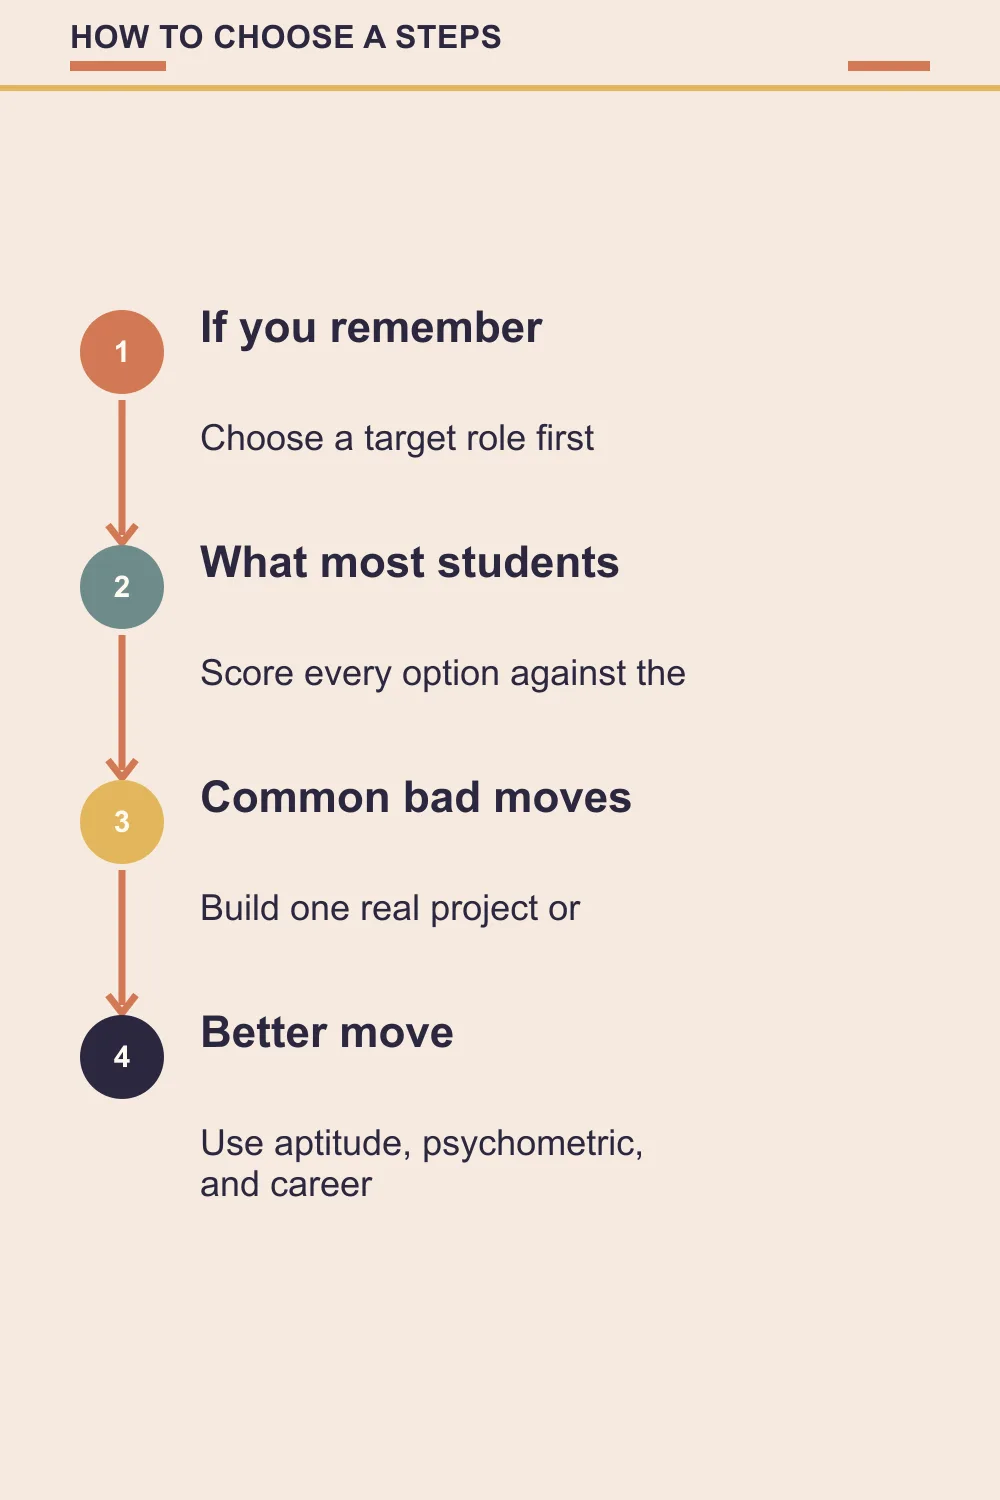 HOW TO CHOOSE A STEPS
1
If you remember
Choose a target role first
2
What most students
Score every option against the
3
Common bad moves
Build one real project or
4
Better move
Use aptitude, psychometric,
and career